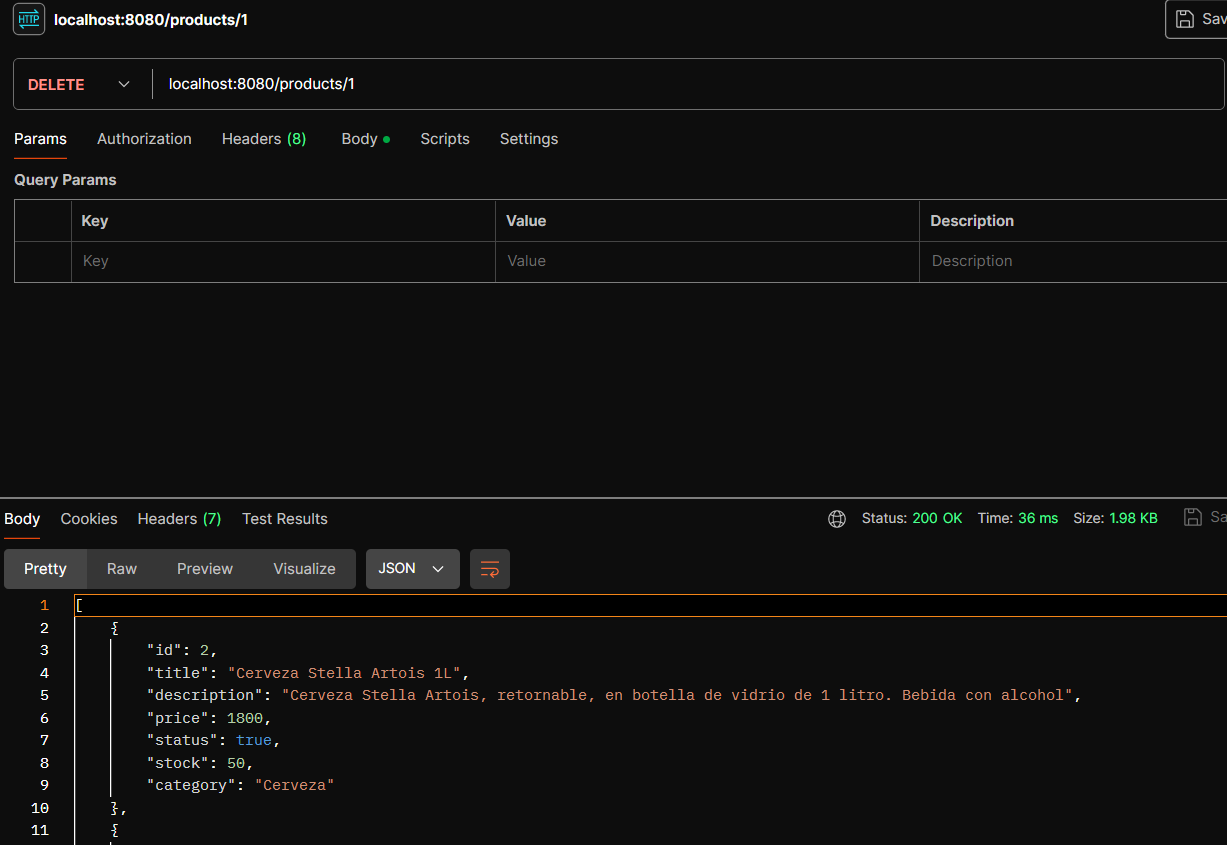 HTTP localhost:8080/products/1 Sav
DELETE localhost:8080/products/1
Params Authorization Headers (8) Body Scripts Settings
Query Params
Key Value Description
Key Value Description
Body Cookies Headers (7) Test Results Status: 200 OK Time: 36 ms Size: 1.98 KB Sa
Pretty Raw Preview Visualize JSON
1 [
2 {
3 "id": 2,
4 "title": "Cerveza Stella Artois 1L",
5 "description": "Cerveza Stella Artois, retornable, en botella de vidrio de 1 litro. Bebida con alcohol",
6 "price": 1800,
7 "status": true,
8 "stock": 50,
9 "category": "Cerveza"
10 },
11 {